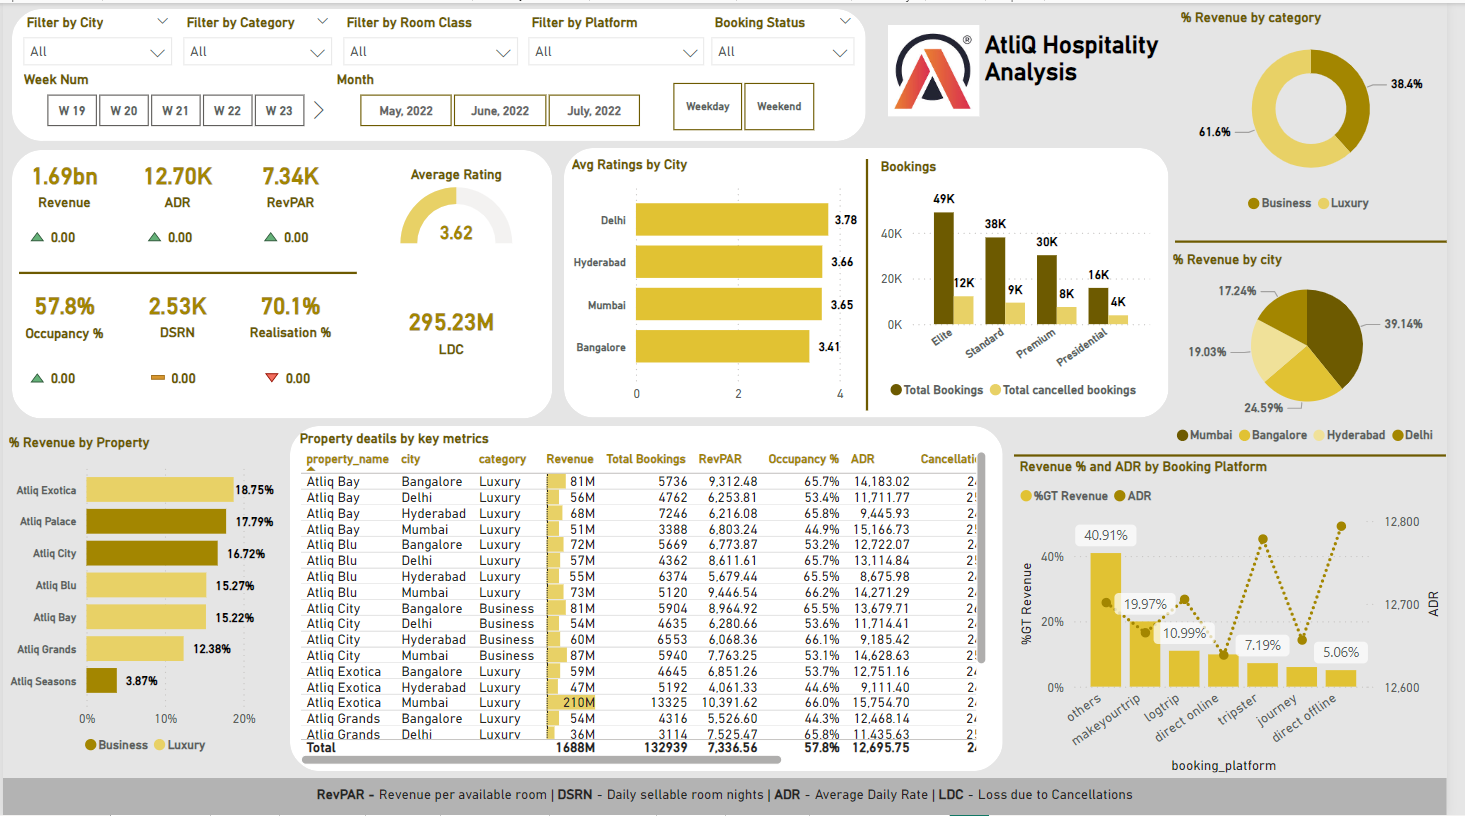 Filter by City
Filter by Category
Filter by Room Class
Filter by Platform
Booking Status
All
All
All
All
All
Week Num
Month
W 19
W 20
W 21
W 22
W 23
May, 2022
June, 2022
July, 2022
Weekday
Weekend
®
AtliQ Hospitality
Analysis
% Revenue by category
38.4%
61.6%
Business
Luxury
1.69bn
Revenue
0.00
12.70K
ADR
0.00
7.34K
RevPAR
0.00
57.8%
Occupancy %
0.00
2.53K
DSRN
0.00
70.1%
Realisation %
0.00
Average Rating
3.62
295.23M
LDC
Avg Ratings by City
Delhi 3.78
Hyderabad 3.66
Mumbai 3.65
Bangalore 3.41
0 2 4
Bookings
40K
20K
0K
49K 12K
38K 9K
30K 8K
16K 4K
Elite
Standard
Premium
Presidential
Total Bookings
Total cancelled bookings
% Revenue by city
17.24%
39.14%
19.03%
24.59%
Mumbai
Bangalore
Hyderabad
Delhi
% Revenue by Property
Atliq Exotica 18.75%
Atliq Palace 17.79%
Atliq City 16.72%
Atliq Blu 15.27%
Atliq Bay 15.22%
Atliq Grands 12.38%
Atliq Seasons 3.87%
0% 10% 20%
Business
Luxury
Property deatils by key metrics
property_name city category Revenue Total Bookings RevPAR Occupancy % ADR Cancellati
Atliq Bay Bangalore Luxury 81M 5736 9,312.48 65.7% 14,183.02 2
Atliq Bay Delhi Luxury 56M 4762 6,253.81 53.4% 11,711.77 2
Atliq Bay Hyderabad Luxury 68M 7246 6,216.08 65.8% 9,445.93 2
Atliq Bay Mumbai Luxury 51M 3388 6,803.24 44.9% 15,166.73 2
Atliq Blu Bangalore Luxury 72M 5669 6,773.87 53.2% 12,722.07 2
Atliq Blu Delhi Luxury 57M 4362 8,611.61 65.7% 13,114.84 2
Atliq Blu Hyderabad Luxury 55M 6374 5,679.44 65.5% 8,675.98 2
Atliq Blu Mumbai Luxury 73M 5120 9,446.54 66.2% 14,271.29 2
Atliq City Bangalore Business 81M 5904 8,964.92 65.5% 13,679.71 2
Atliq City Delhi Business 54M 4635 6,280.66 53.6% 11,714.41 2
Atliq City Hyderabad Business 60M 6553 6,068.36 66.1% 9,185.42 2
Atliq City Mumbai Business 87M 5940 7,763.25 53.1% 14,628.63 2
Atliq Exotica Bangalore Luxury 59M 4645 6,851.26 53.7% 12,751.16 2
Atliq Exotica Hyderabad Luxury 47M 5192 4,061.33 44.6% 9,111.40 2
Atliq Exotica Mumbai Luxury 210M 13325 10,391.62 66.0% 15,754.70 2
Atliq Grands Bangalore Luxury 54M 4316 5,526.60 44.3% 12,468.14 2
Atliq Grands Delhi Luxury 36M 3114 7,525.47 65.8% 11,435.63 2
Total 1688M 132939 7,336.56 57.8% 12,695.75 2
Revenue % and ADR by Booking Platform
%GT Revenue
ADR
%GT Revenue
40%
20%
0%
40.91%
19.97%
10.99%
7.19%
5.06%
12,800
12,700
12,600
ADR
others
makeyourtrip
logtrip
direct online
tripster
journey
direct offline
booking_platform
RevPAR - Revenue per available room | DSRN - Daily sellable room nights | ADR - Average Daily Rate | LDC - Loss due to Cancellations